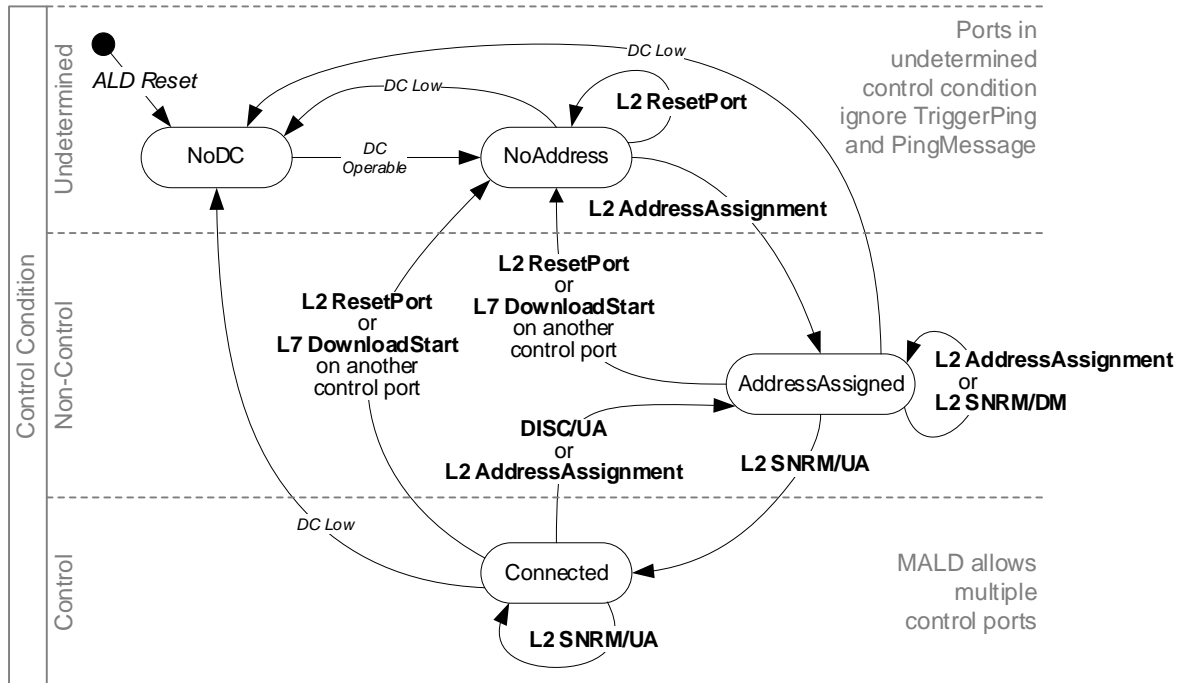 Control Condition
Undetermined
Non-Control
Control
ALD Reset
DC Low
DC Low
L2 ResetPort
Ports in
undetermined
control condition
ignore TriggerPing
and PingMessage
NoDC
DC
Operable
NoAddress
L2 AddressAssignment
L2 ResetPort
or
L7 DownloadStart
on another
control port
L2 ResetPort
or
L7 DownloadStart
on another
control port
AddressAssigned
L2 AddressAssignment
or
L2 SNRM/DM
DISC/UA
or
L2 AddressAssignment
L2 SNRM/UA
DC Low
Connected
L2 SNRM/UA
MALD allows
multiple
control ports